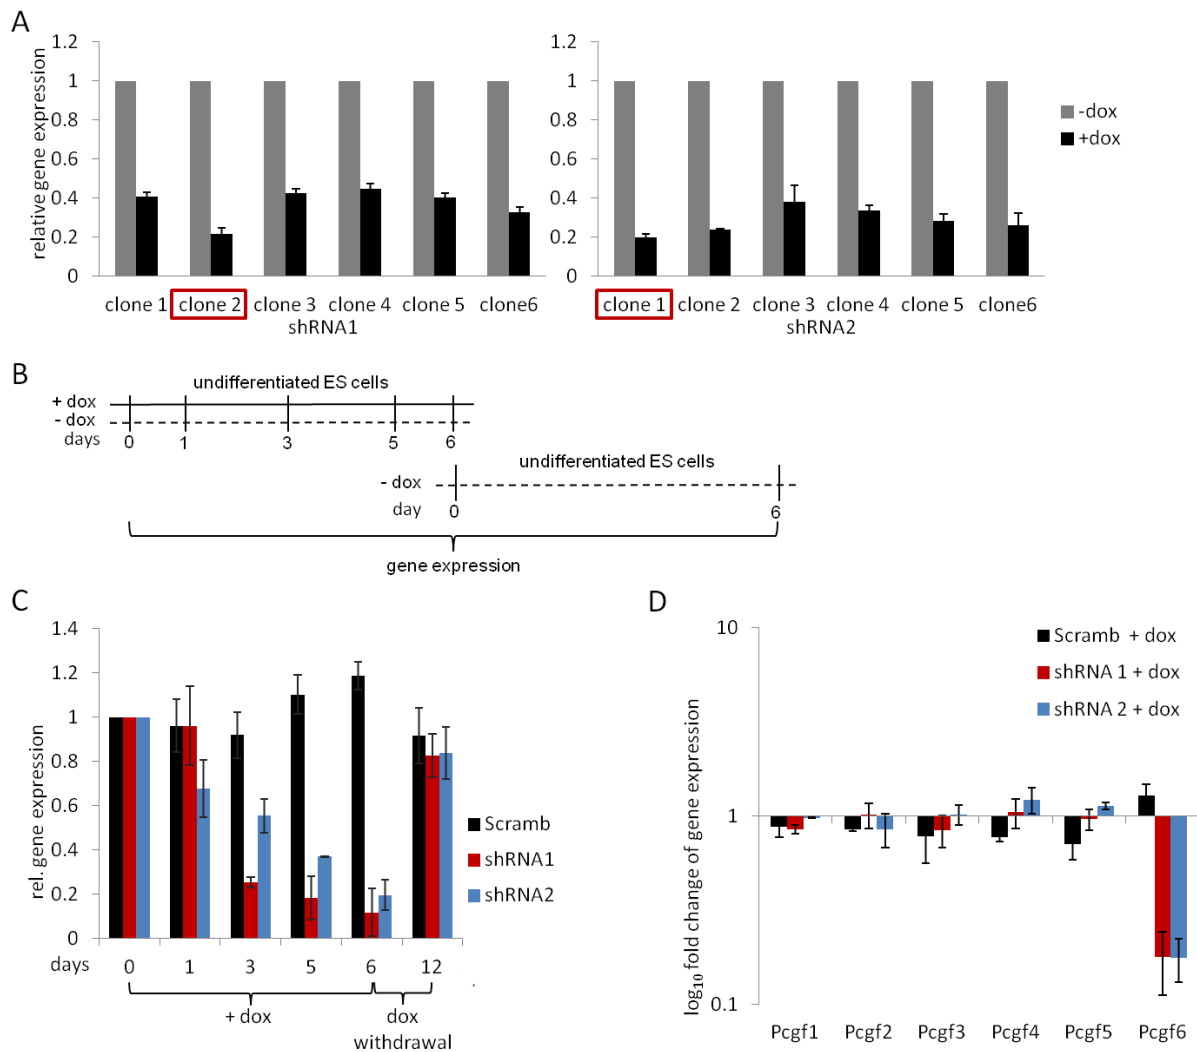 A
relative gene expression
1.2
1
0.8
0.6
0.4
0.2
0
clone 1 clone 2 clone 3 clone 4 clone 5 clone6
shRNA1
1.2
1
0.8
0.6
0.4
0.2
0
clone 1 clone 2 clone 3 clone 4 clone 5 clone6
shRNA2
-dox
+dox
B
undifferentiated ES cells
+ dox
- dox
days 0 1 3 5 6
undifferentiated ES cells
- dox
day 0 6
gene expression
C
rel. gene expression
1.4
1.2
1
0.8
0.6
0.4
0.2
0
days 0 1 3 5 6 12
+ dox
dox
withdrawal
Scramb
shRNA1
shRNA2
D
log10 fold change of gene expression
10
1
0.1
Scramb + dox
shRNA 1 + dox
shRNA 2 + dox
Pcgf1 Pcgf2 Pcgf3 Pcgf4 Pcgf5 Pcgf6